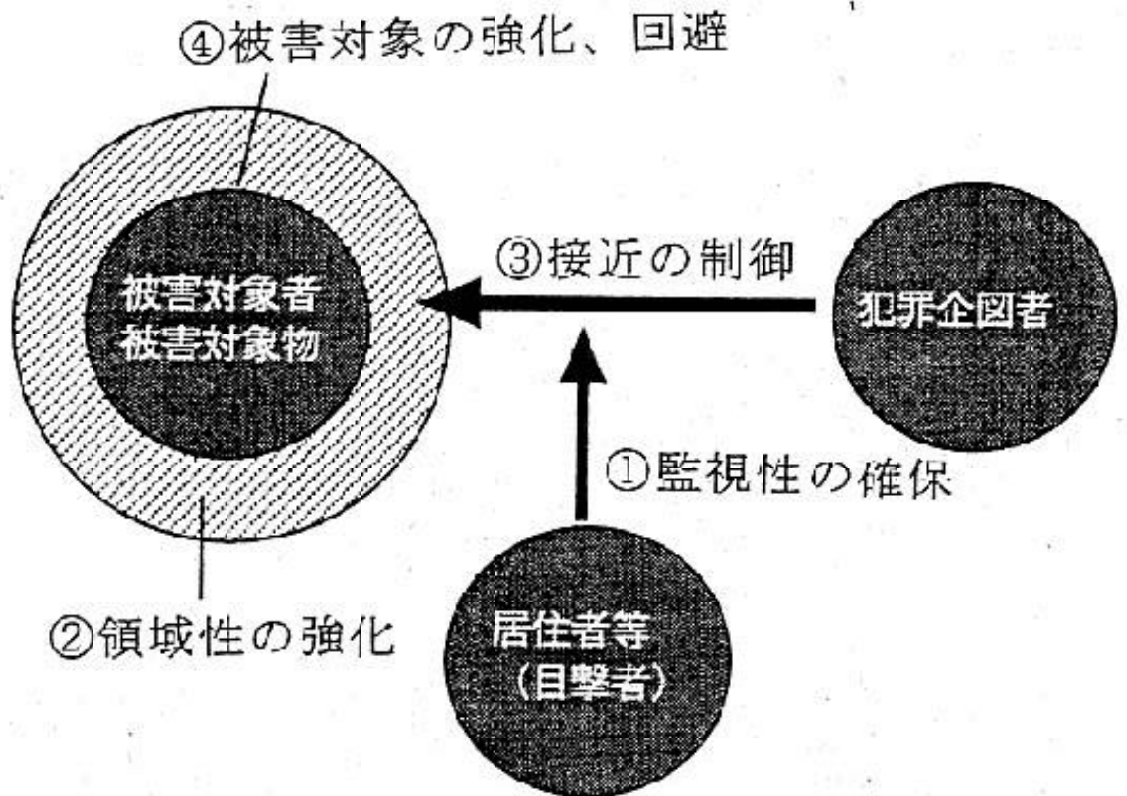 ④被害対象の強化、回避
③接近の制御
被害対象者
被害対象物
犯罪企図者
①監視性の確保
②領域性の強化
居住者等
(目撃者)